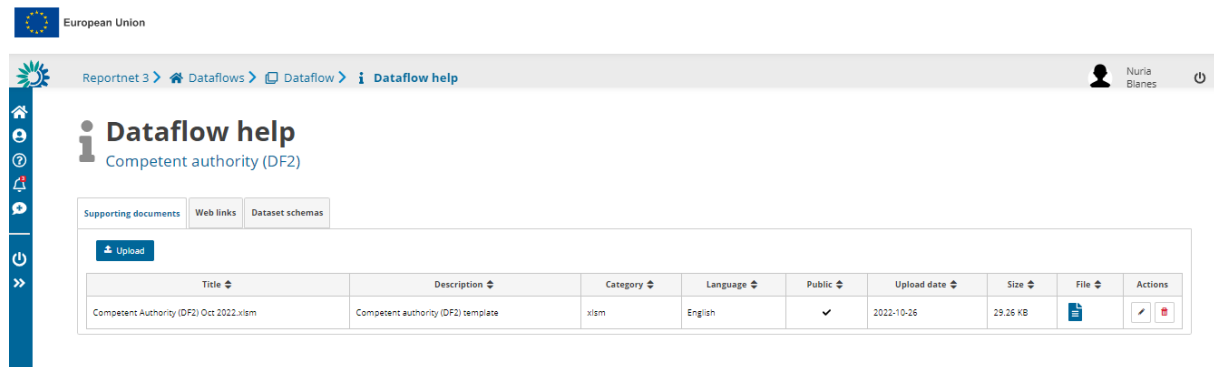 European Union
Reportnet 3 Dataflows Dataflow Dataflow help
Nuria
Blanes
Dataflow help
Competent authority (DF2)
Supporting documents Web links Dataset schemas
Upload
Title Description Category Language Public Upload date Size File Actions
Competent Authority (DF2) Oct 2022.xlsm Competent authority (DF2) template xlsm English 2022-10-26 29.26 KB